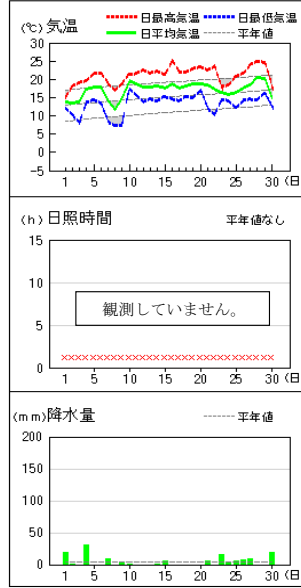 (℃) 気温
日最高気温 日最低気温
日平均気温 平年値
30
25
20
15
10
5
0
-5
1 5 10 15 20 25 30 (日
(h) 日照時間 平年値なし
15
10
観測していません。
5
0
1 5 10 15 20 25 30 (日
(mm) 降水量 平年値
200
150
100
50
0
1 5 10 15 20 25 30 (日